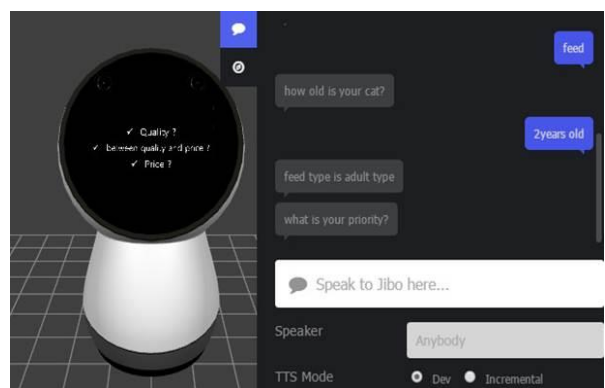 ✓ Quality ?
✓ between quality and price ?
✓ Price ?
feed
how old is your cat?
2years old
feed type is adult type
what is your priority?
Speak to Jibo here...
Speaker
Anybody
TTS Mode
Dev
Incremental